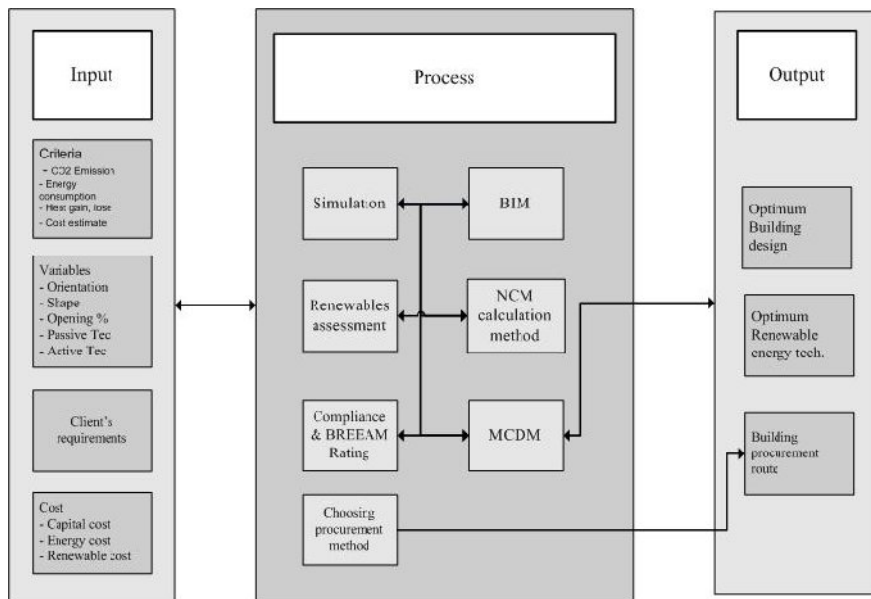 Input
Criteria
- CO2 Emission
- Energy
consumption
- Heat gain, lose
- Cost estimate
Variables
- Orientation
- Shape
- Opening %
- Passive Tec
- Active Tec
Client's
requirements
Cost
- Capital cost
- Energy cost
- Renewable cost
Process
Simulation
BIM
Renewables
assessment
NCM
calculation
method
Compliance
& BREEAM
Rating
MCDM
Choosing
procurement
method
Output
Optimum
Building
design
Optimum
Renewable
energy tech.
Building
procurement
route